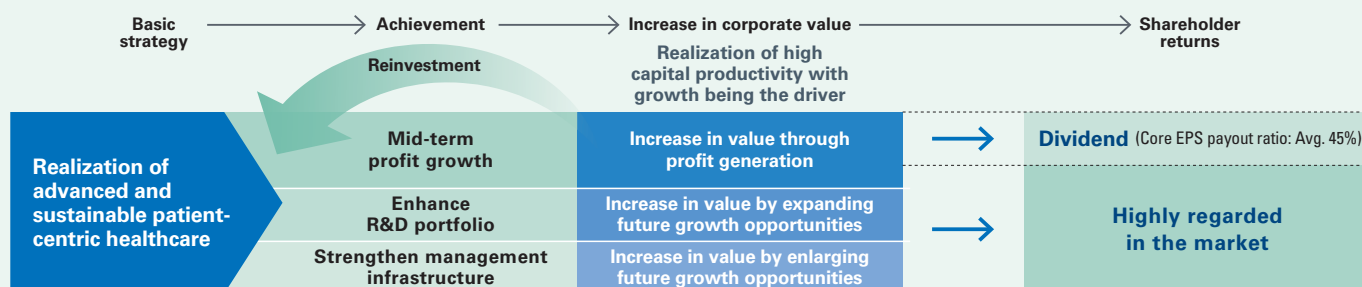 Basic
strategy
Achievement
Increase in corporate value
Shareholder
returns
Reinvestment
Realization of high
capital productivity with
growth being the driver
Realization of
advanced and
sustainable patient-
centric healthcare
Mid-term
profit growth
Increase in value through
profit generation
Dividend (Core EPS payout ratio: Avg. 45%)
Enhance
R&D portfolio
Increase in value by expanding
future growth opportunities
Highly regarded
in the market
Strengthen management
infrastructure
Increase in value by enlarging
future growth opportunities